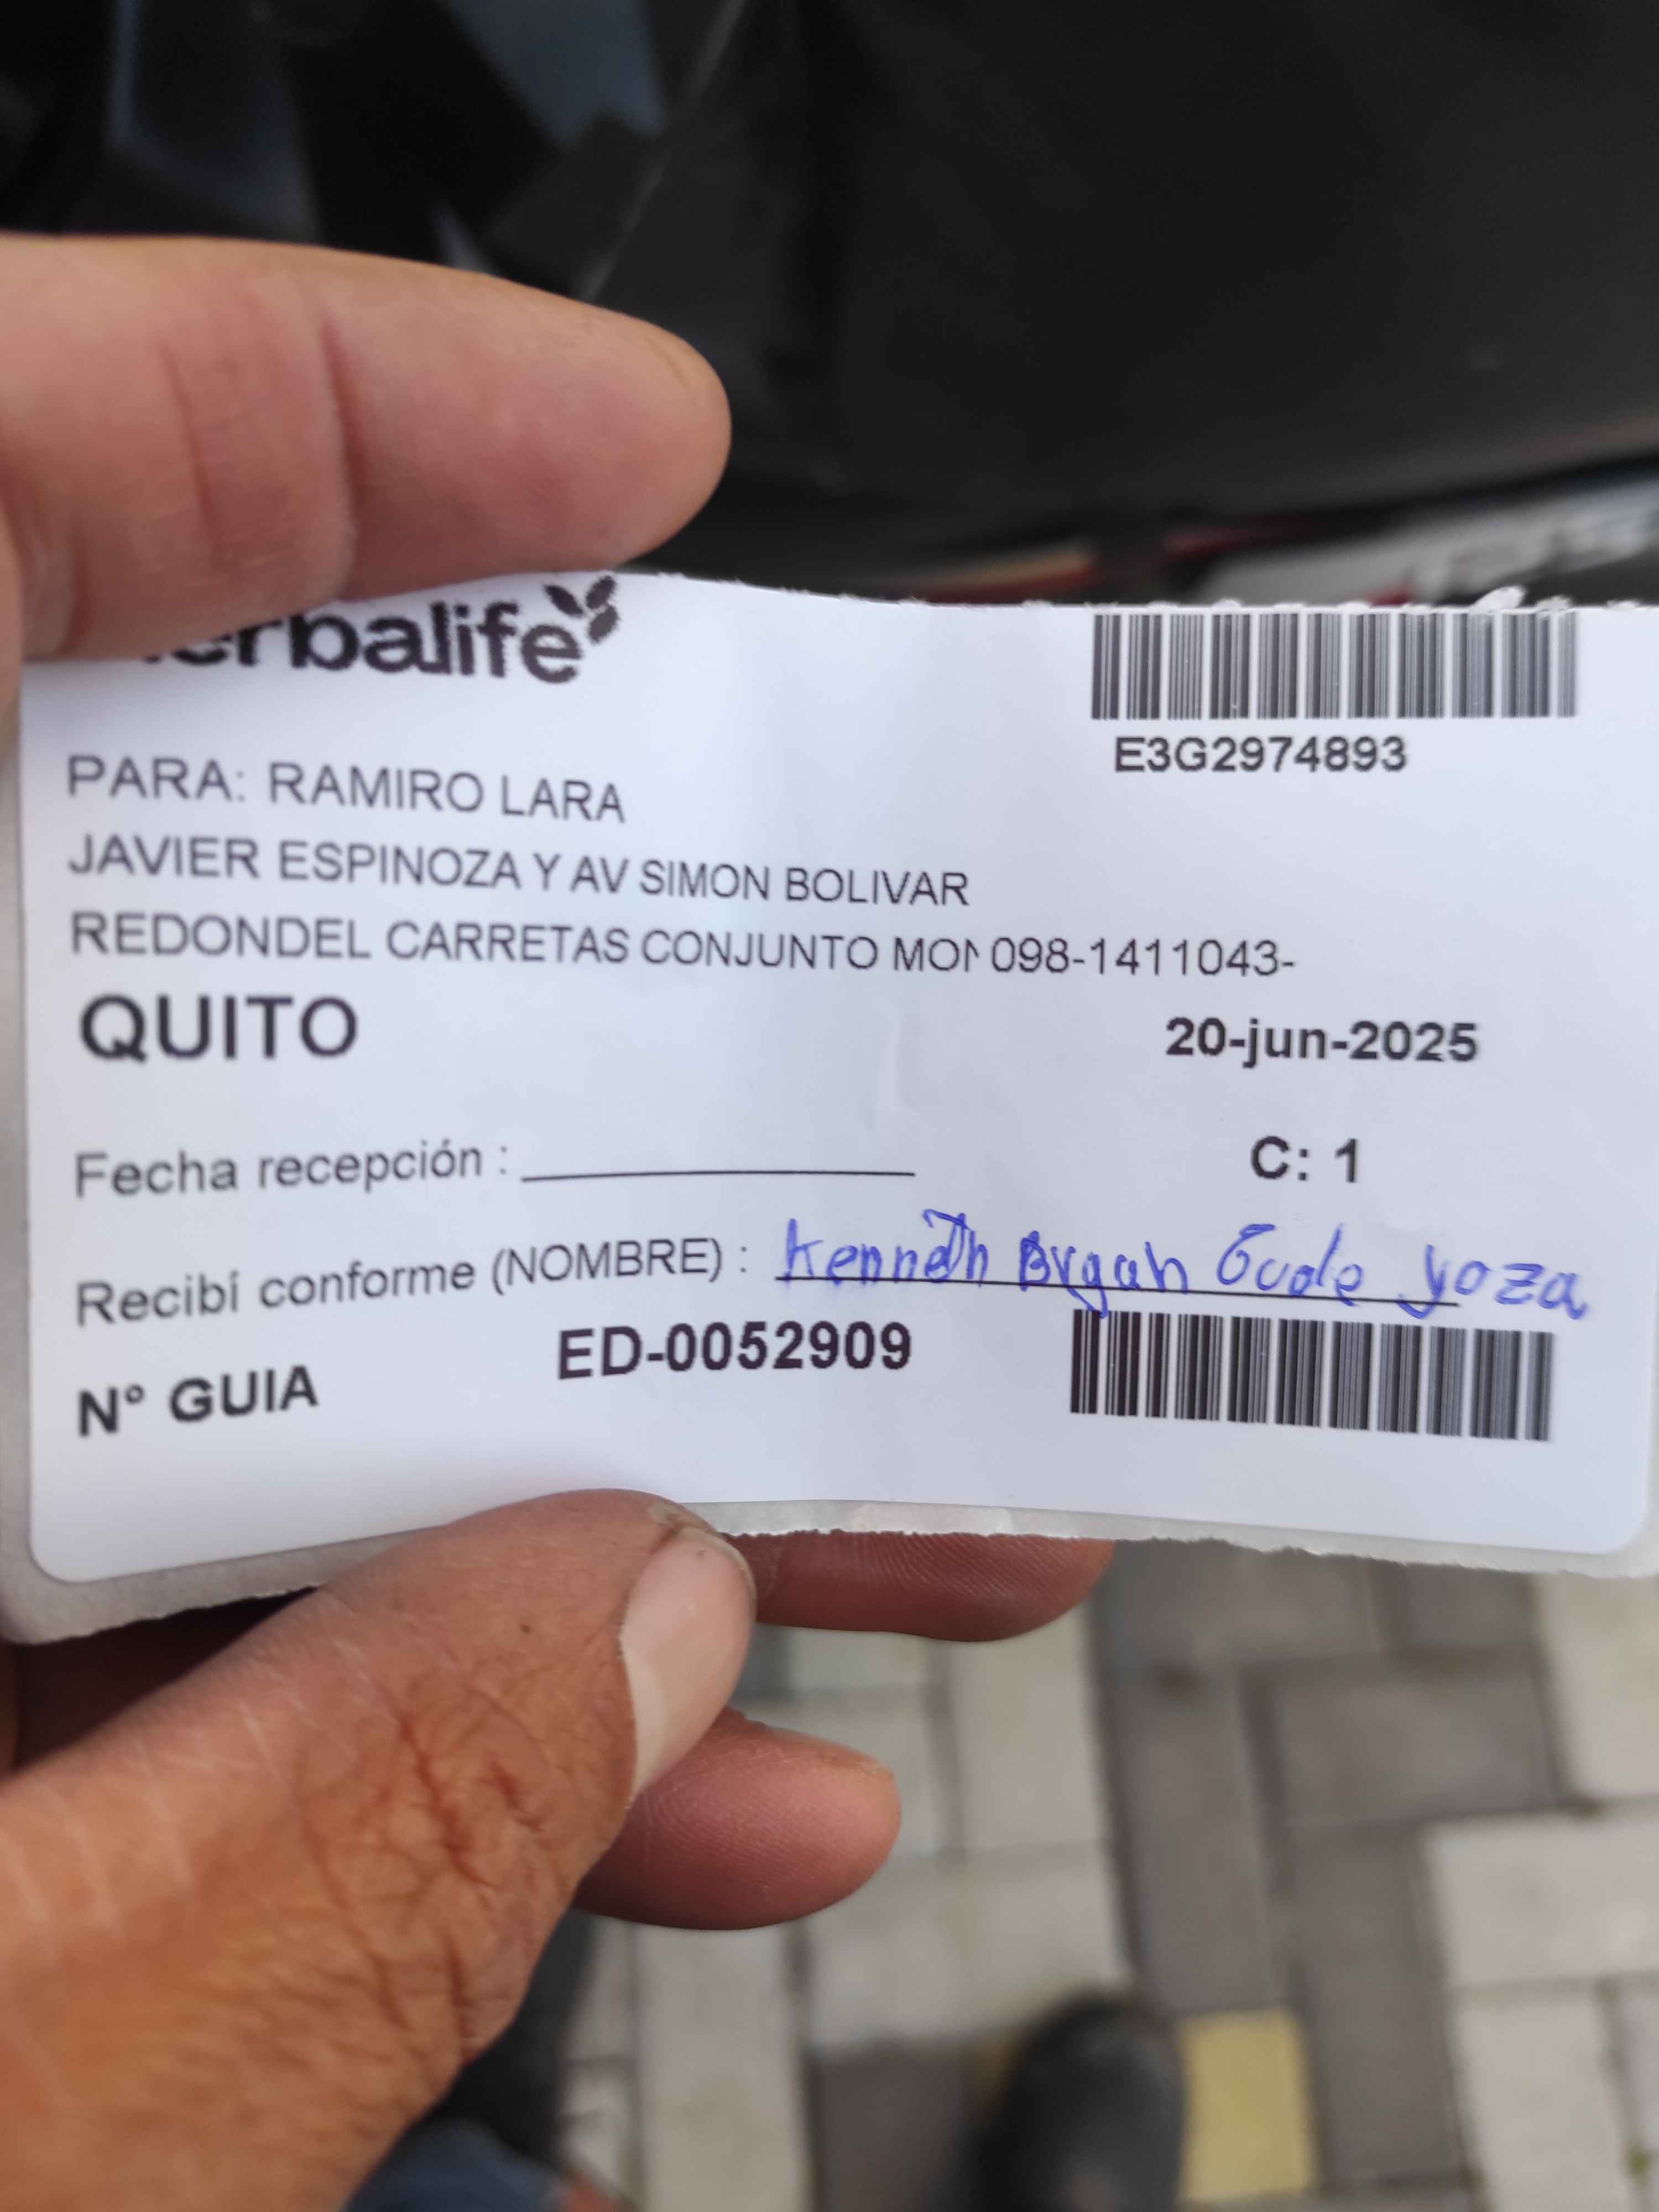 erbalife
E3G2974893
PARA: RAMIRO LARA
JAVIER ESPINOZA Y AV SIMON BOLIVAR
REDONDEL CARRETAS CONJUNTO MON 098-1411043-
QUITO
20-jun-2025
Fecha recepción :
C: 1
Recibí conforme (NOMBRE) : Kenneth Bryan yoza
N° GUIA ED-0052909